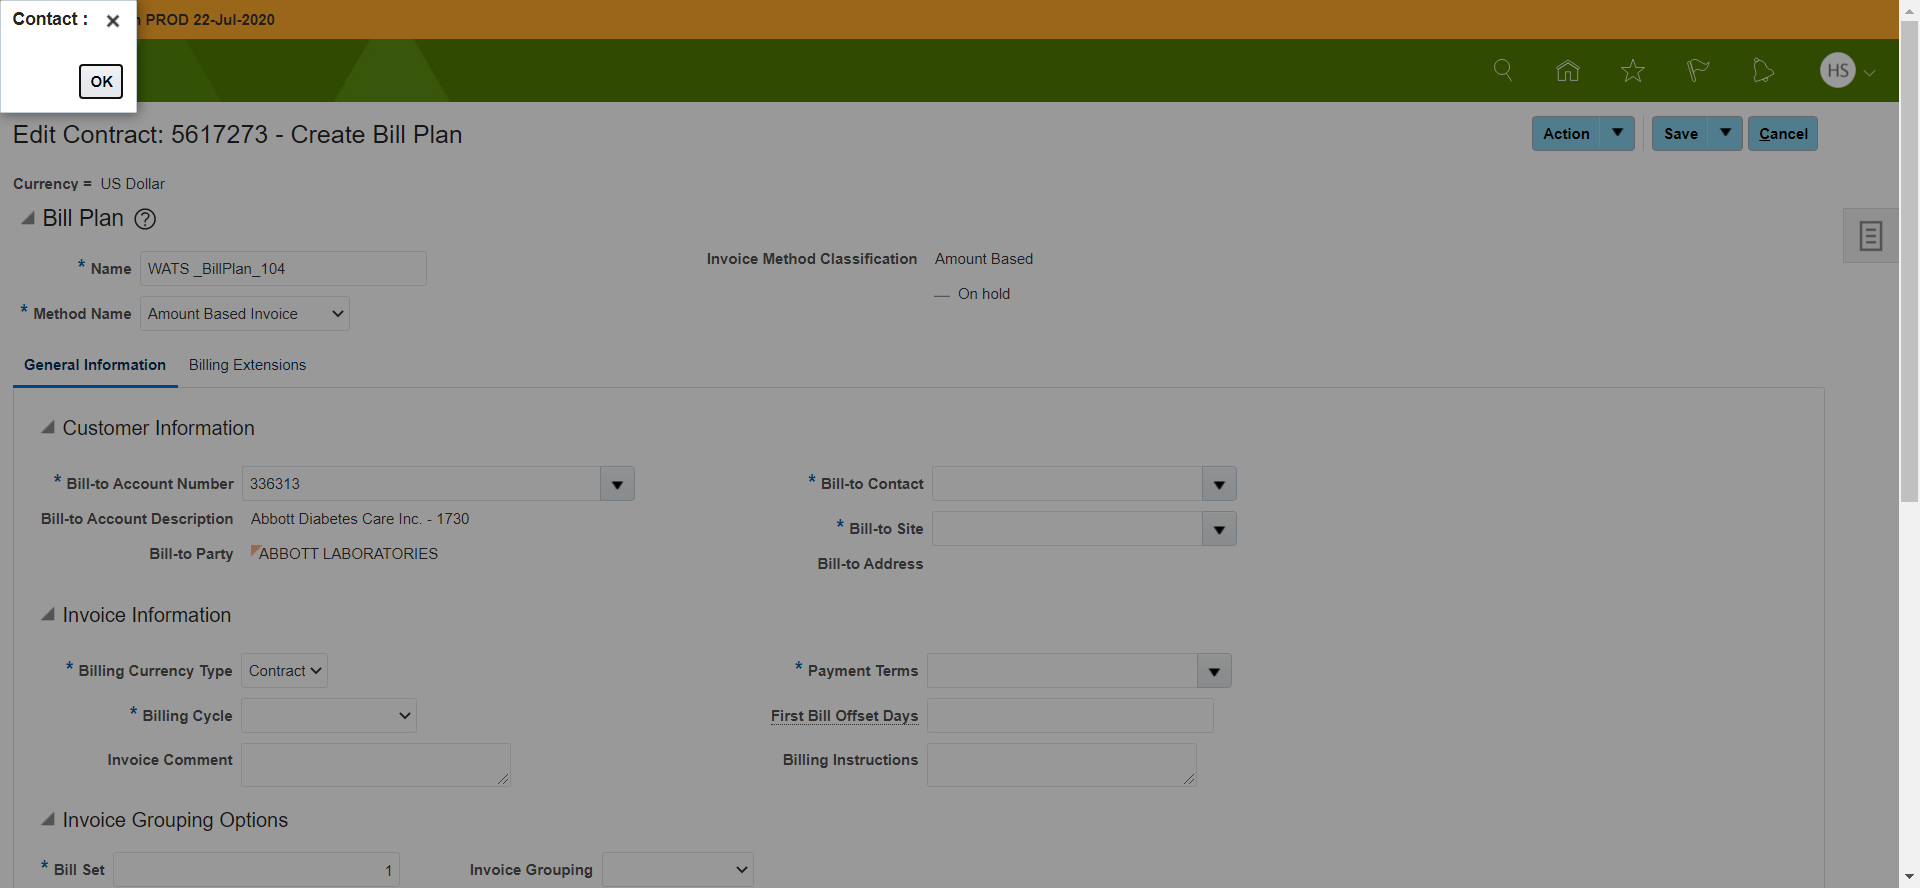 Contact :
PROD 22-Jul-2020
OK
HS
Edit Contract: 5617273 - Create Bill Plan
Action
Save
Cancel
Currency = US Dollar
Bill Plan
* Name WATS _BillPlan_104
Invoice Method Classification Amount Based
On hold
* Method Name Amount Based Invoice
General Information Billing Extensions
Customer Information
* Bill-to Account Number 336313
* Bill-to Contact
Bill-to Account Description Abbott Diabetes Care Inc. - 1730
* Bill-to Site
Bill-to Party ABBOTT LABORATORIES
Bill-to Address
Invoice Information
* Billing Currency Type Contract
* Payment Terms
* Billing Cycle
First Bill Offset Days
Invoice Comment
Billing Instructions
Invoice Grouping Options
* Bill Set 1
Invoice Grouping